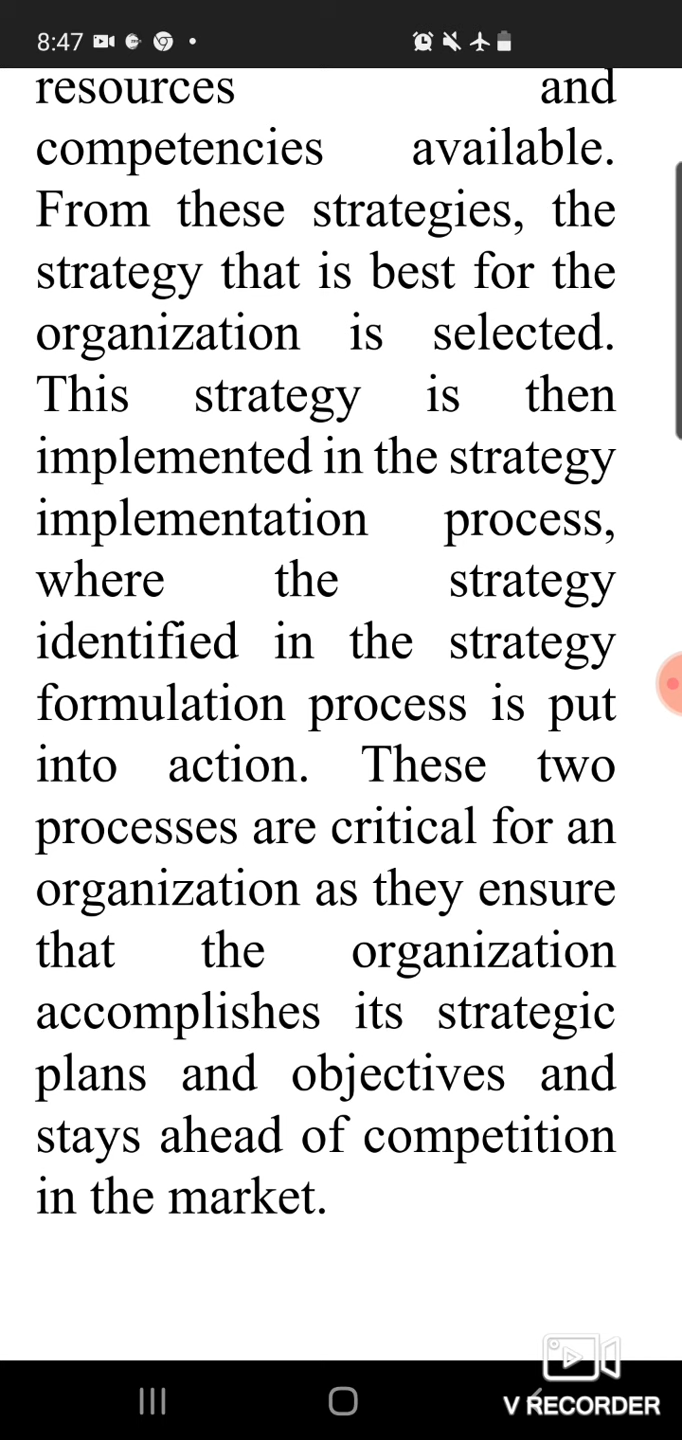 8:47
resources and
competencies available.
From these strategies, the
strategy that is best for the
organization is selected.
This strategy is then
implemented in the strategy
implementation process,
where the strategy
identified in the strategy
formulation process is put
into action. These two
processes are critical for an
organization as they ensure
that the organization
accomplishes its strategic
plans and objectives and
stays ahead of competition
in the market.
V RECORDER